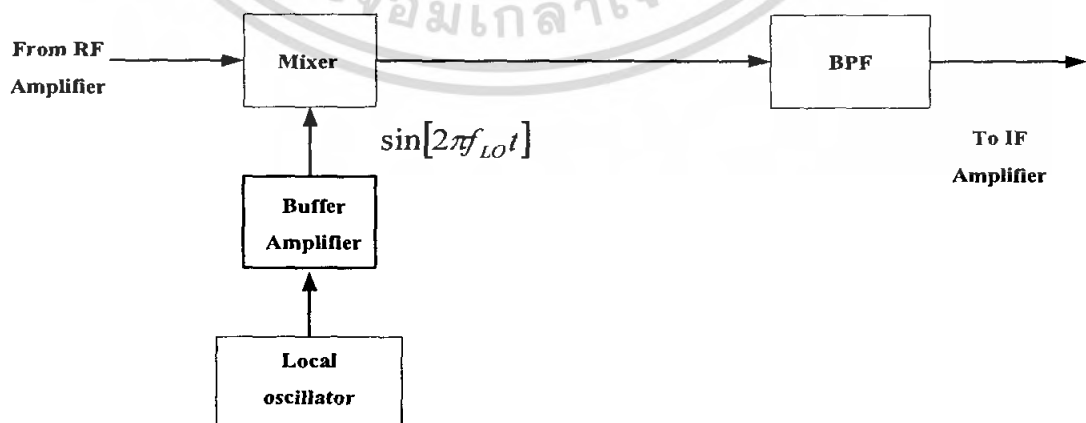 From RF
Amplifier
Mixer
BPF
sin[2πf_LO t]
To IF
Amplifier
Buffer
Amplifier
Local
oscillator